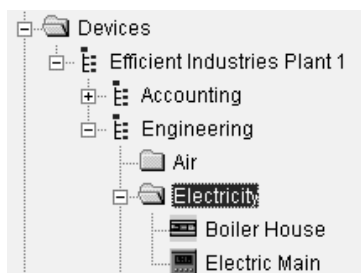 Devices
Efficient Industries Plant 1
Accounting
Engineering
Air
Electricity
Boiler House
Electric Main